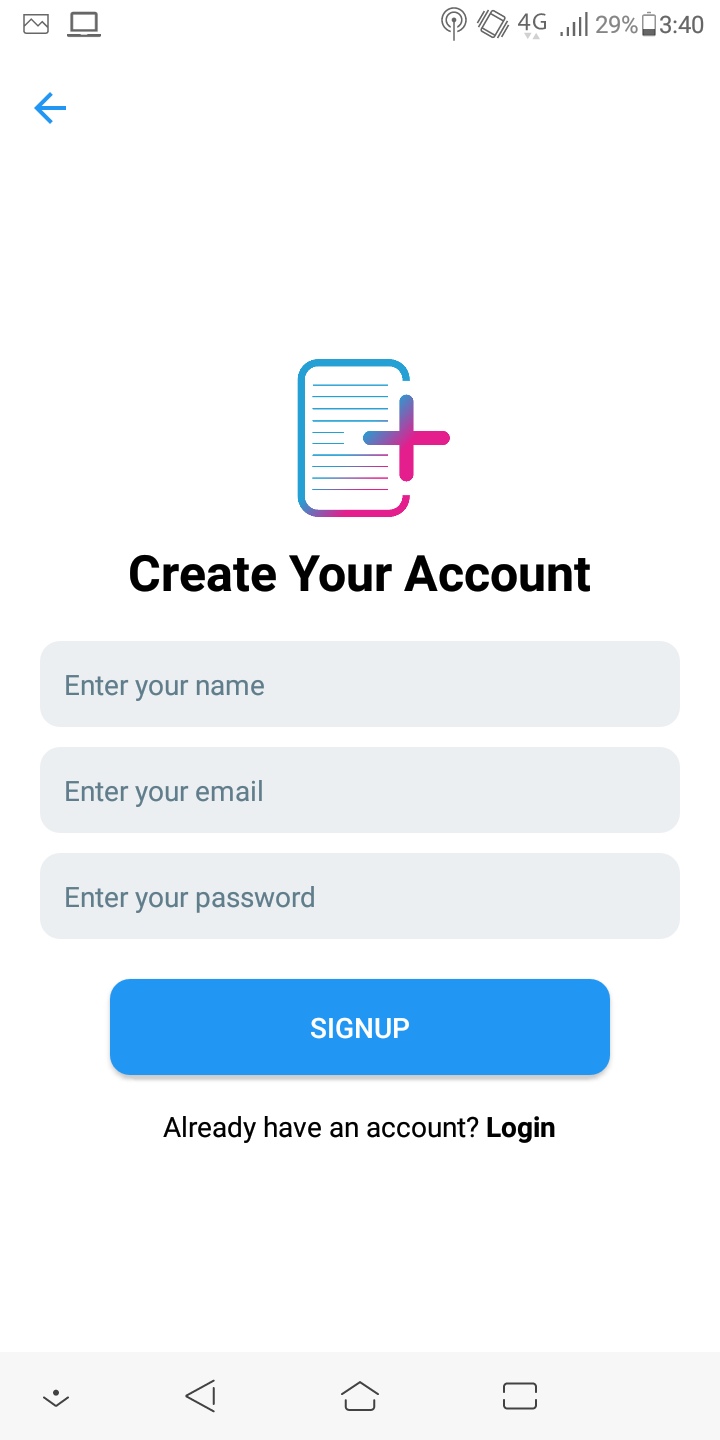 4G 29% 3:40
Create Your Account
Enter your name
Enter your email
Enter your password
SIGNUP
Already have an account? Login